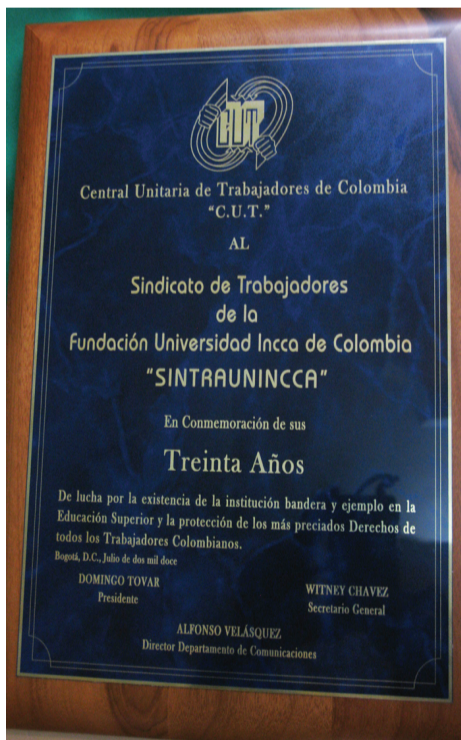 CUT
Central Unitaria de Trabajadores de Colombia
“C.U.T.”
AL
Sindicato de Trabajadores
de la
Fundación Universidad Incca de Colombia
“SINTRAUNINCCA”
En Conmemoración de sus
Treinta Años
De lucha por la existencia de la institución bandera y ejemplo en la
Educación Superior y la protección de los más preciados Derechos de
todos los Trabajadores Colombianos.
Bogotá, D.C., Julio de dos mil doce
DOMINGO TOVAR
Presidente
WITNEY CHAVEZ
Secretario General
ALFONSO VELÁSQUEZ
Director Departamento de Comunicaciones